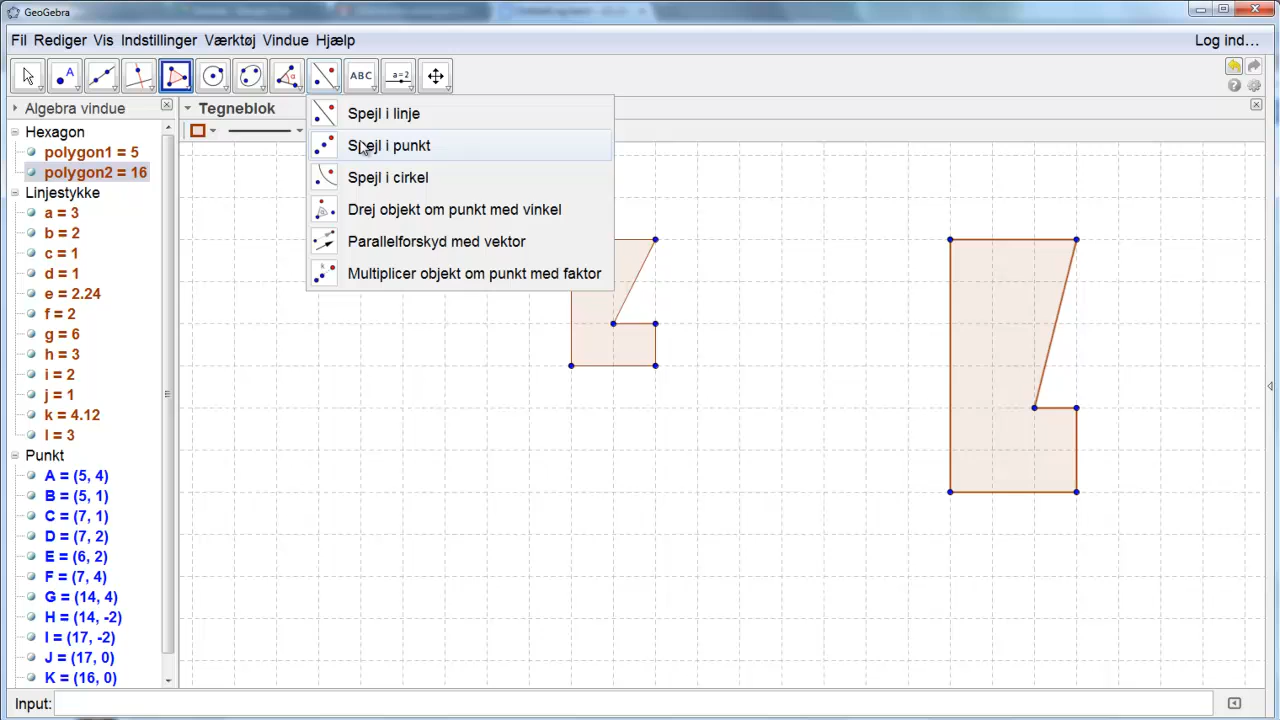 GeoGebra
Fil Rediger Vis Indstillinger Værktøj Vindue Hjælp Log ind...
A ABC a=2
Algebra vindue Tegneblok
Hexagon
polygon1 = 5
polygon2 = 16
Linjestykke
a = 3
b = 2
c = 1
d = 1
e = 2.24
f = 2
g = 6
h = 3
i = 2
j = 1
k = 4.12
l = 3
Punkt
A = (5, 4)
B = (5, 1)
C = (7, 1)
D = (7, 2)
E = (6, 2)
F = (7, 4)
G = (14, 4)
H = (14, -2)
I = (17, -2)
J = (17, 0)
K = (16, 0)
Spejl i linje
Spejl i punkt
Spejl i cirkel
Drej objekt om punkt med vinkel
Parallelforskyd med vektor
Multiplicer objekt om punkt med faktor
Input: